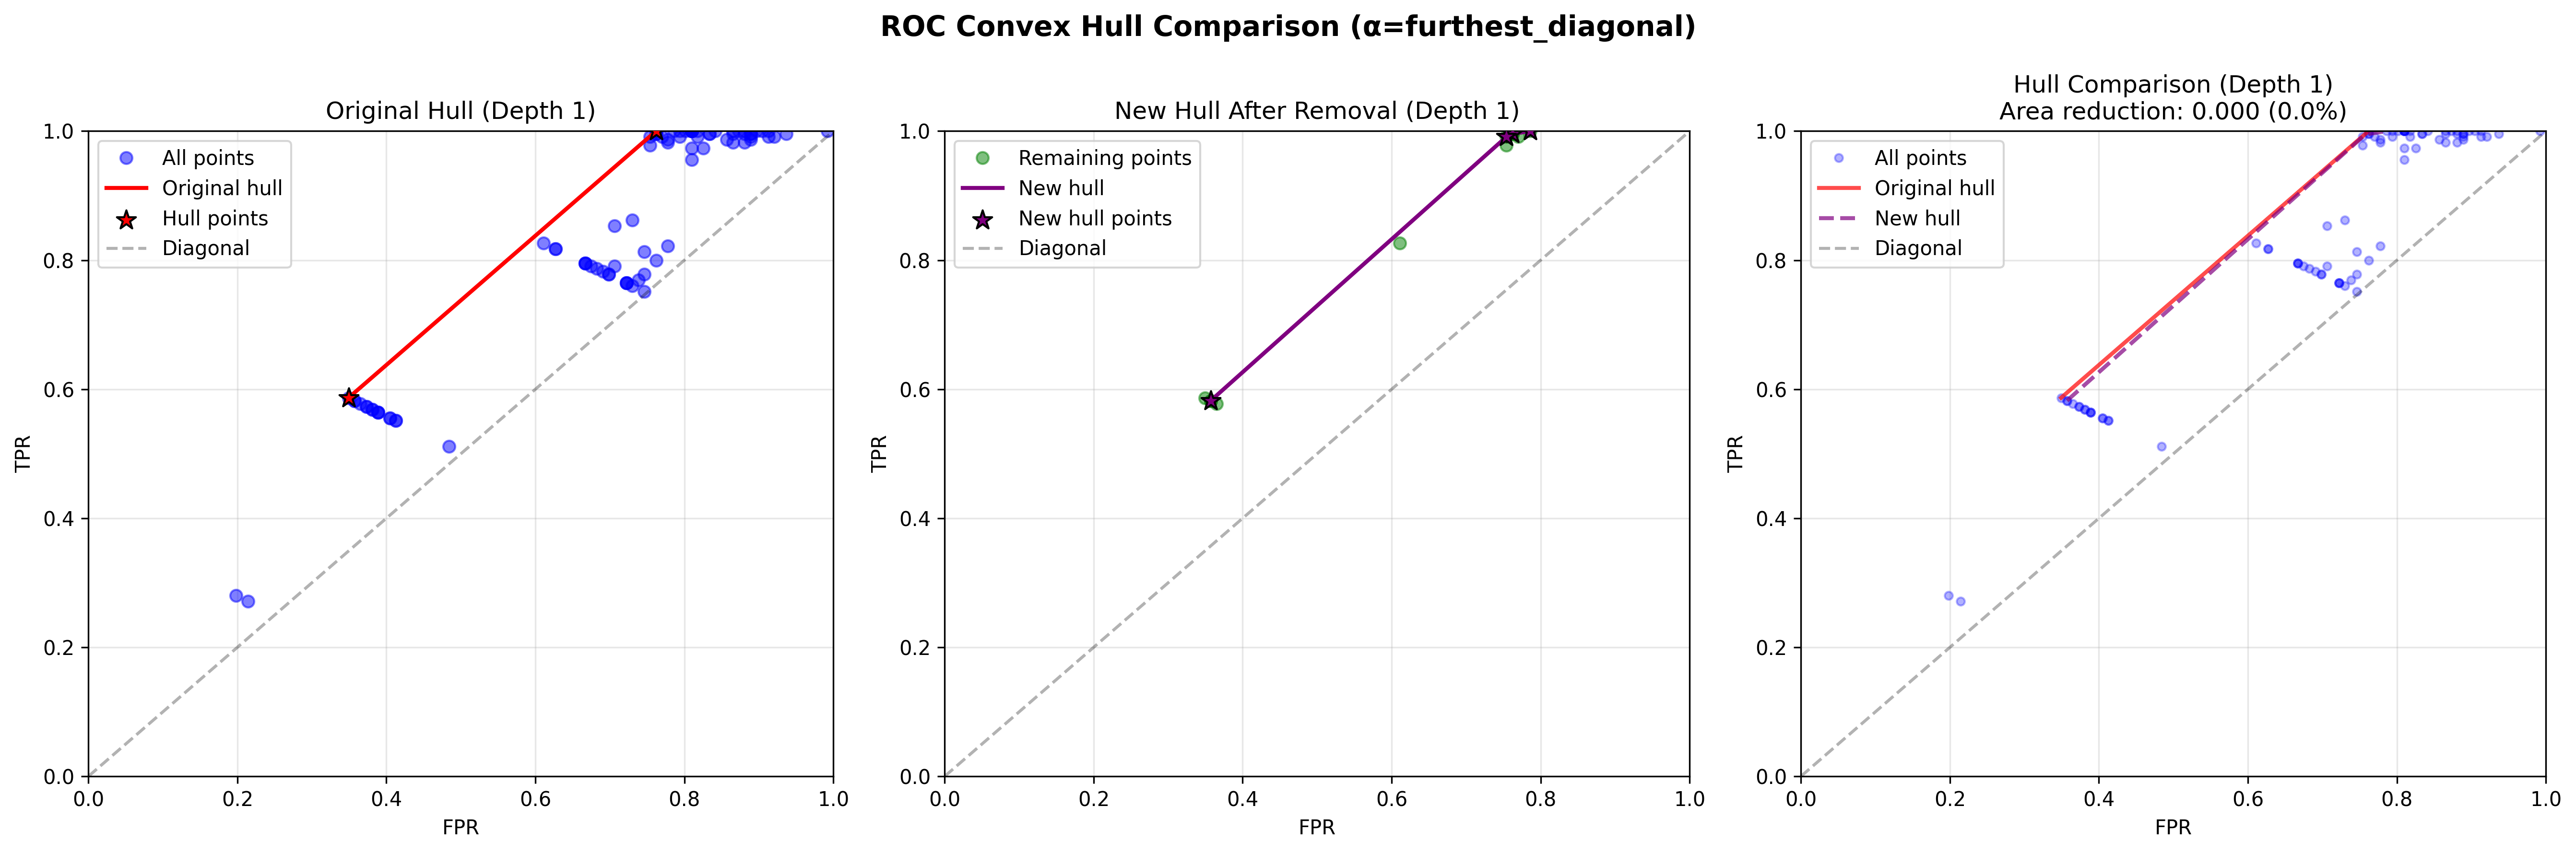 ROC Convex Hull Comparison (α=furthest_diagonal)
Original Hull (Depth 1)
1.0
0.8
0.6
0.4
0.2
0.0
TPR
All points
Original hull
Hull points
Diagonal
0.0 0.2 0.4 0.6 0.8 1.0
FPR
New Hull After Removal (Depth 1)
1.0
0.8
0.6
0.4
0.2
0.0
TPR
Remaining points
New hull
New hull points
Diagonal
0.0 0.2 0.4 0.6 0.8 1.0
FPR
Hull Comparison (Depth 1)
Area reduction: 0.000 (0.0%)
1.0
0.8
0.6
0.4
0.2
0.0
TPR
All points
Original hull
New hull
Diagonal
0.0 0.2 0.4 0.6 0.8 1.0
FPR